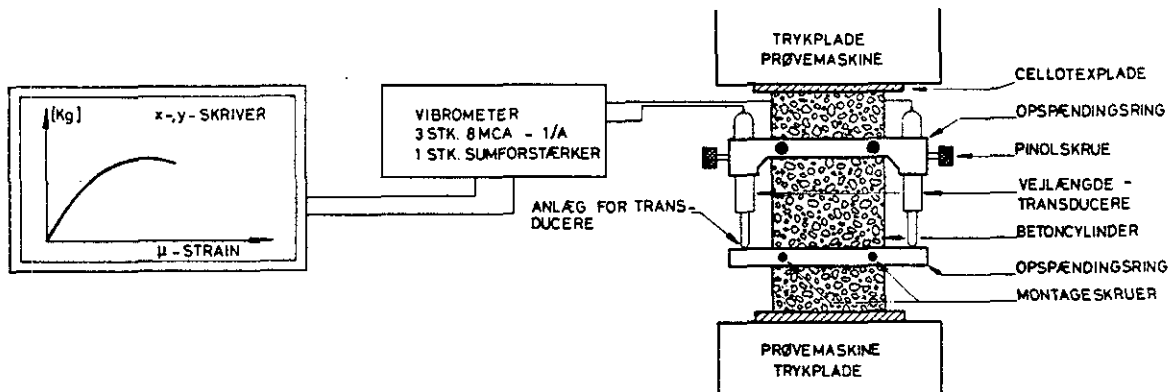 [Kg]
x-,y-SKRIVER
µ-STRAIN
VIBROMETER
3 STK. 8 MCA - 1/A
1 STK. SUMFORSTÆRKER
ANLÆG FOR TRANS-
DUCERE
TRYKPLADE
PRØVEMASKINE
CELLOTEXPLADE
OPSPÆNDINGSRING
PINOLSKRUE
VEJLÆNGDE-
TRANSDUCERE
BETONCYLINDER
OPSPÆNDINGSRING
MONTAGESKRUER
PRØVEMASKINE
TRYKPLADE